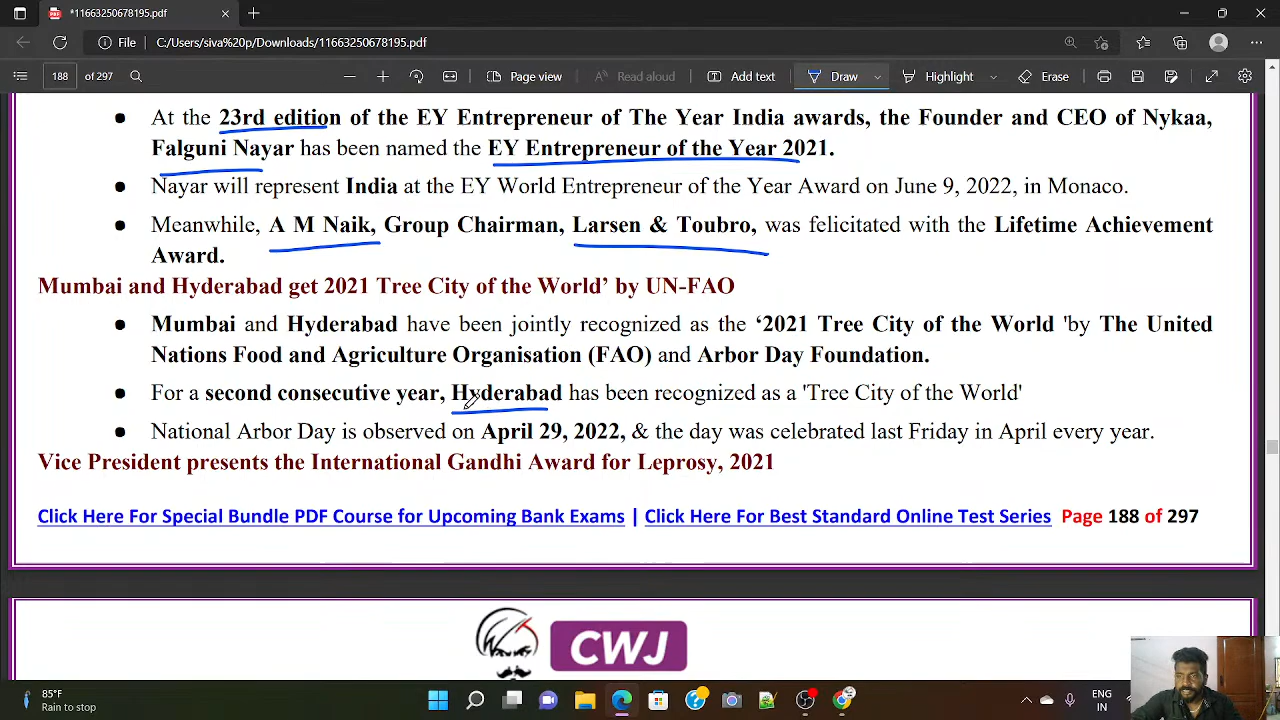 *11663250678195.pdf
File C:/Users/siva%20p/Downloads/11663250678195.pdf
188 of 297 Page view Read aloud Add text Draw Highlight Erase
At the 23rd edition of the EY Entrepreneur of The Year India awards, the Founder and CEO of Nykaa,
Falguni Nayar has been named the EY Entrepreneur of the Year 2021.
Nayar will represent India at the EY World Entrepreneur of the Year Award on June 9, 2022, in Monaco.
Meanwhile, A M Naik, Group Chairman, Larsen & Toubro, was felicitated with the Lifetime Achievement
Award.
Mumbai and Hyderabad get 2021 Tree City of the World’ by UN-FAO
Mumbai and Hyderabad have been jointly recognized as the ‘2021 Tree City of the World 'by The United
Nations Food and Agriculture Organisation (FAO) and Arbor Day Foundation.
For a second consecutive year, Hyderabad has been recognized as a 'Tree City of the World'
National Arbor Day is observed on April 29, 2022, & the day was celebrated last Friday in April every year.
Vice President presents the International Gandhi Award for Leprosy, 2021
Click Here For Special Bundle PDF Course for Upcoming Bank Exams | Click Here For Best Standard Online Test Series Page 188 of 297
CWJ
85°F
Rain to stop
ENG
IN